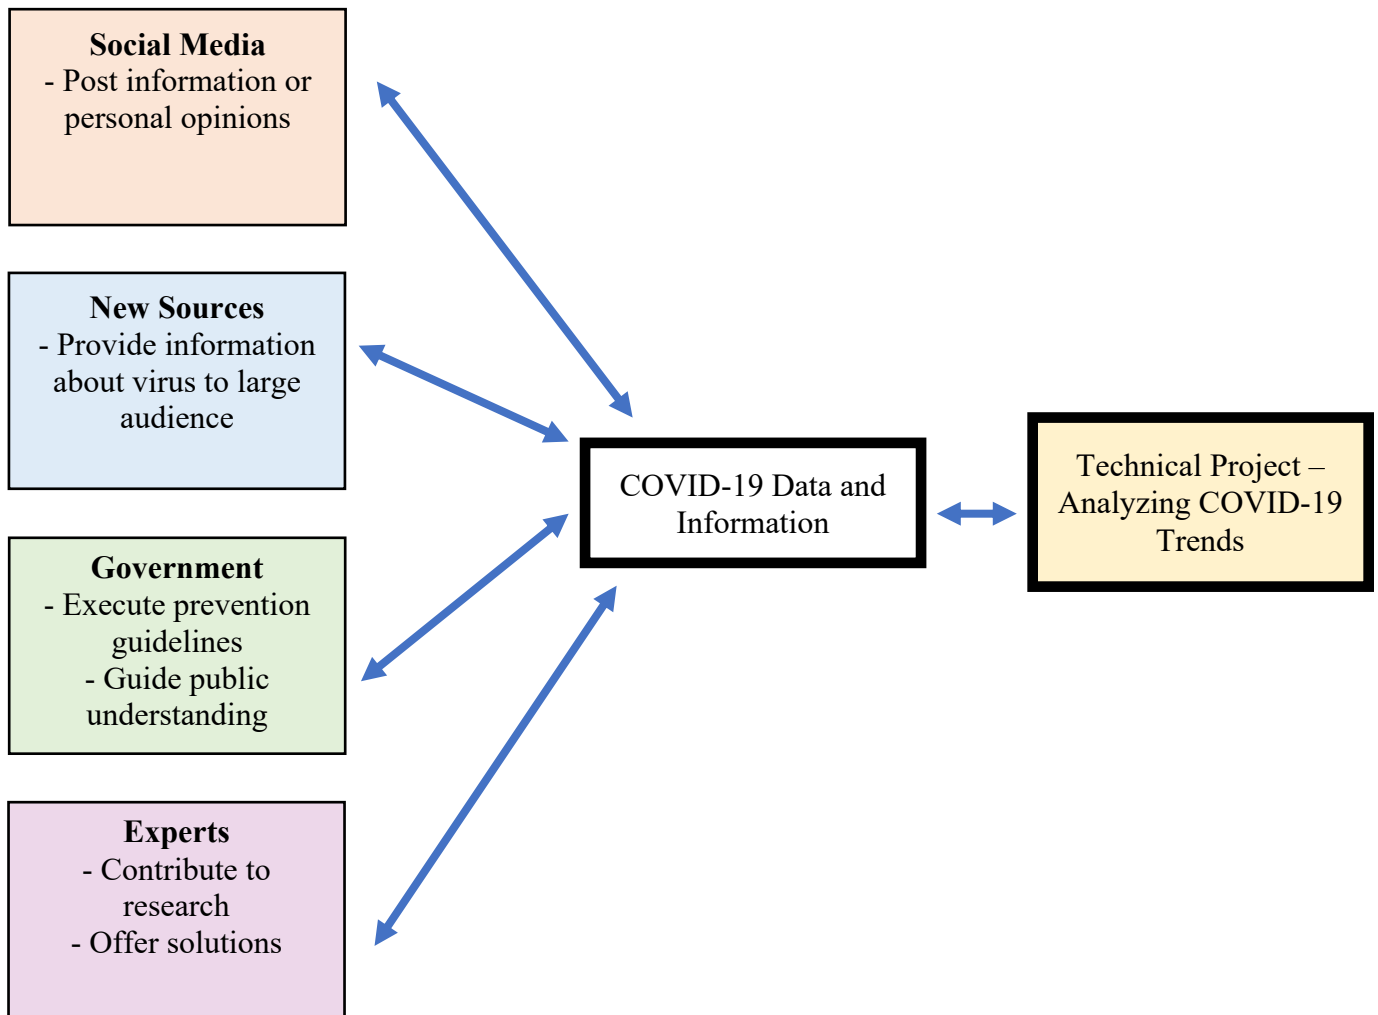 Social Media
- Post information or
personal opinions
New Sources
- Provide information
about virus to large
audience
Government
- Execute prevention
guidelines
- Guide public
understanding
Experts
- Contribute to
research
- Offer solutions
COVID-19 Data and
Information
Technical Project –
Analyzing COVID-19
Trends